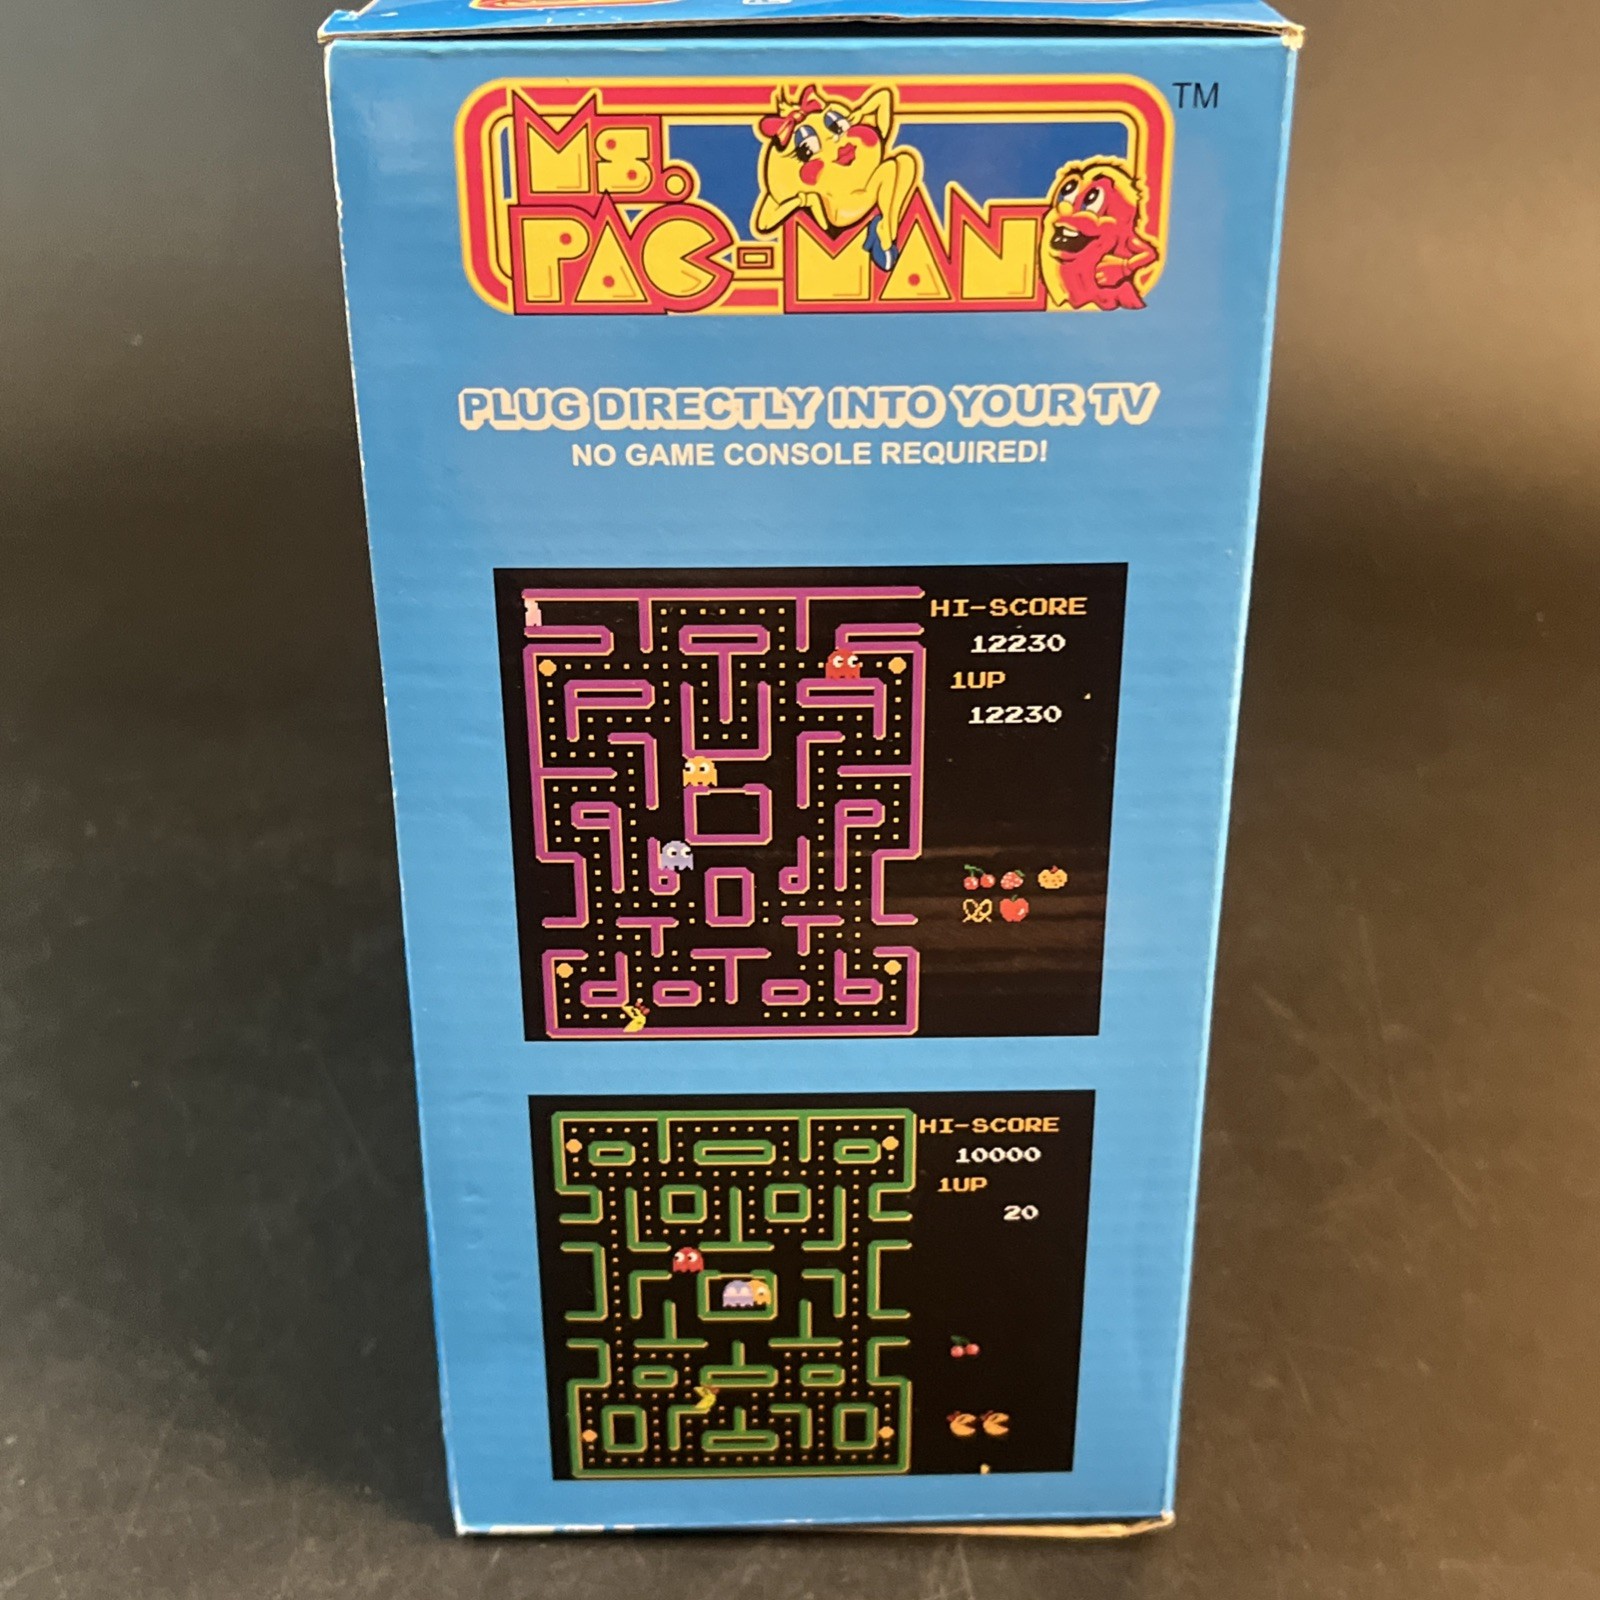 MS.
PAC-MAN
TM
PLUG DIRECTLY INTO YOUR TV
NO GAME CONSOLE REQUIRED!
HI-SCORE
12230
1UP
12230
HI-SCORE
10000
1UP
20